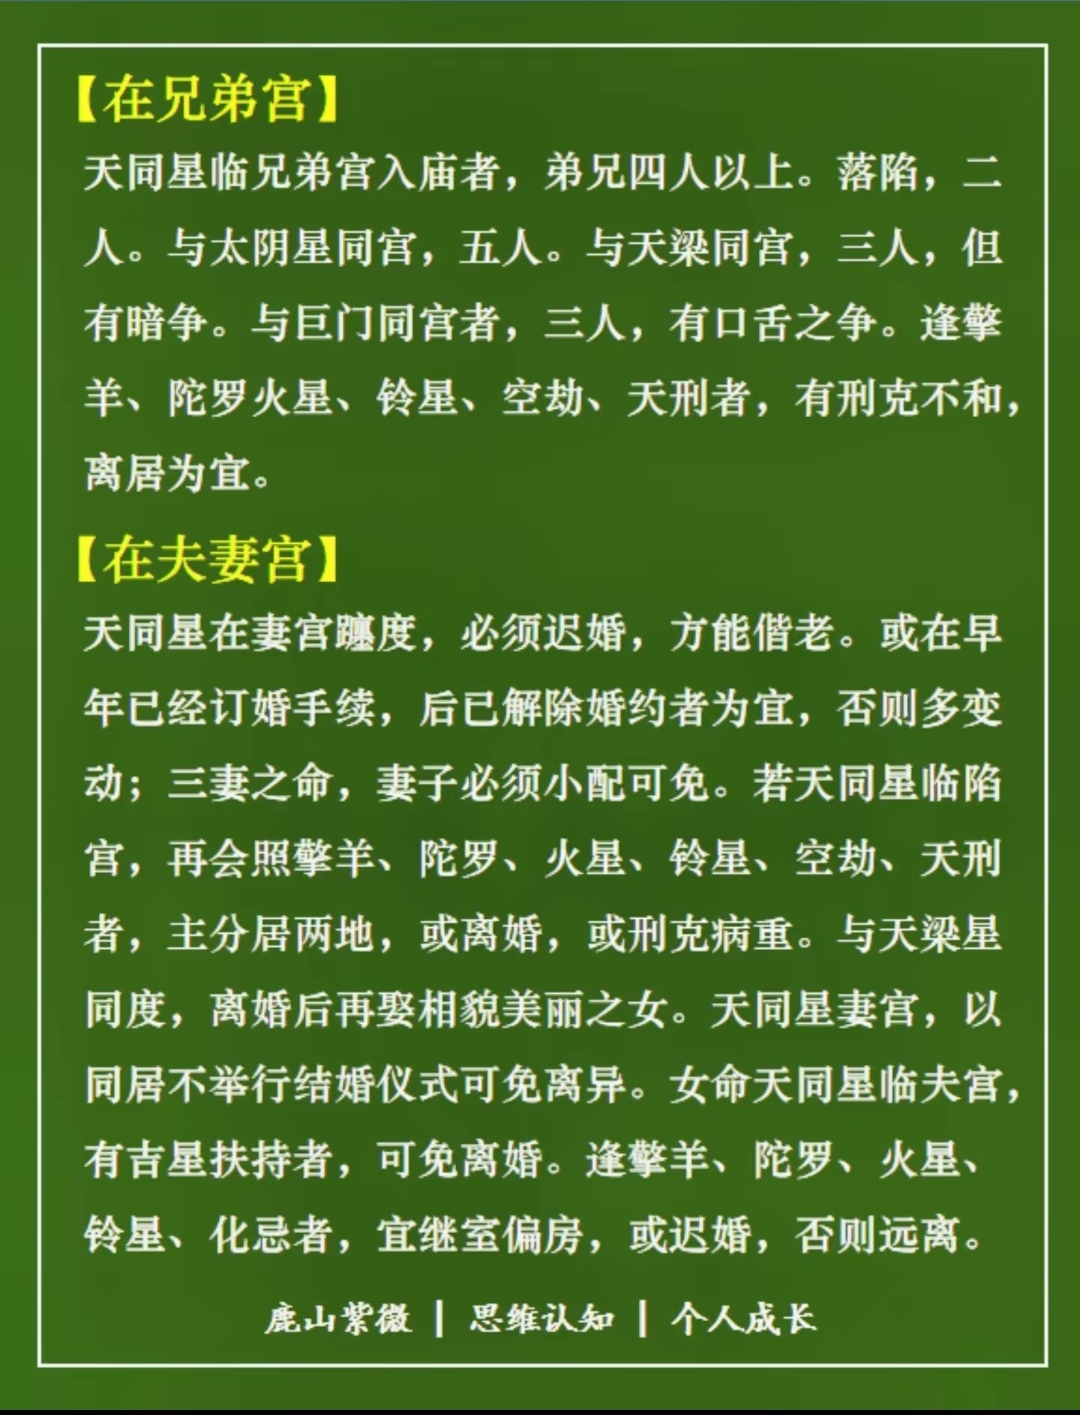 【在兄弟宫】
天同星临兄弟宫入庙者，弟兄四人以上。落陷，二
人。与太阴星同宫，五人。与天梁同宫，三人，但
有暗争。与巨门同宫者，三人，有口舌之争。逢擎
羊、陀罗火星、铃星、空劫、天刑者，有刑克不和，
离居为宜。
【在夫妻宫】
天同星在妻宫躔度，必须迟婚，方能偕老。或在早
年已经订婚手续，后已解除婚约者为宜，否则多变
动；三妻之命，妻子必须小配可免。若天同星临陷
宫，再会照擎羊、陀罗、火星、铃星、空劫、天刑
者，主分居两地，或离婚，或刑克病重。与天梁星
同度，离婚后再娶相貌美丽之女。天同星妻宫，以
同居不举行结婚仪式可免离异。女命天同星临夫宫，
有吉星扶持者，可免离婚。逢擎羊、陀罗、火星、
铃星、化忌者，宜继室偏房，或迟婚，否则远离。
鹿山紫微 | 思维认知 | 个人成长